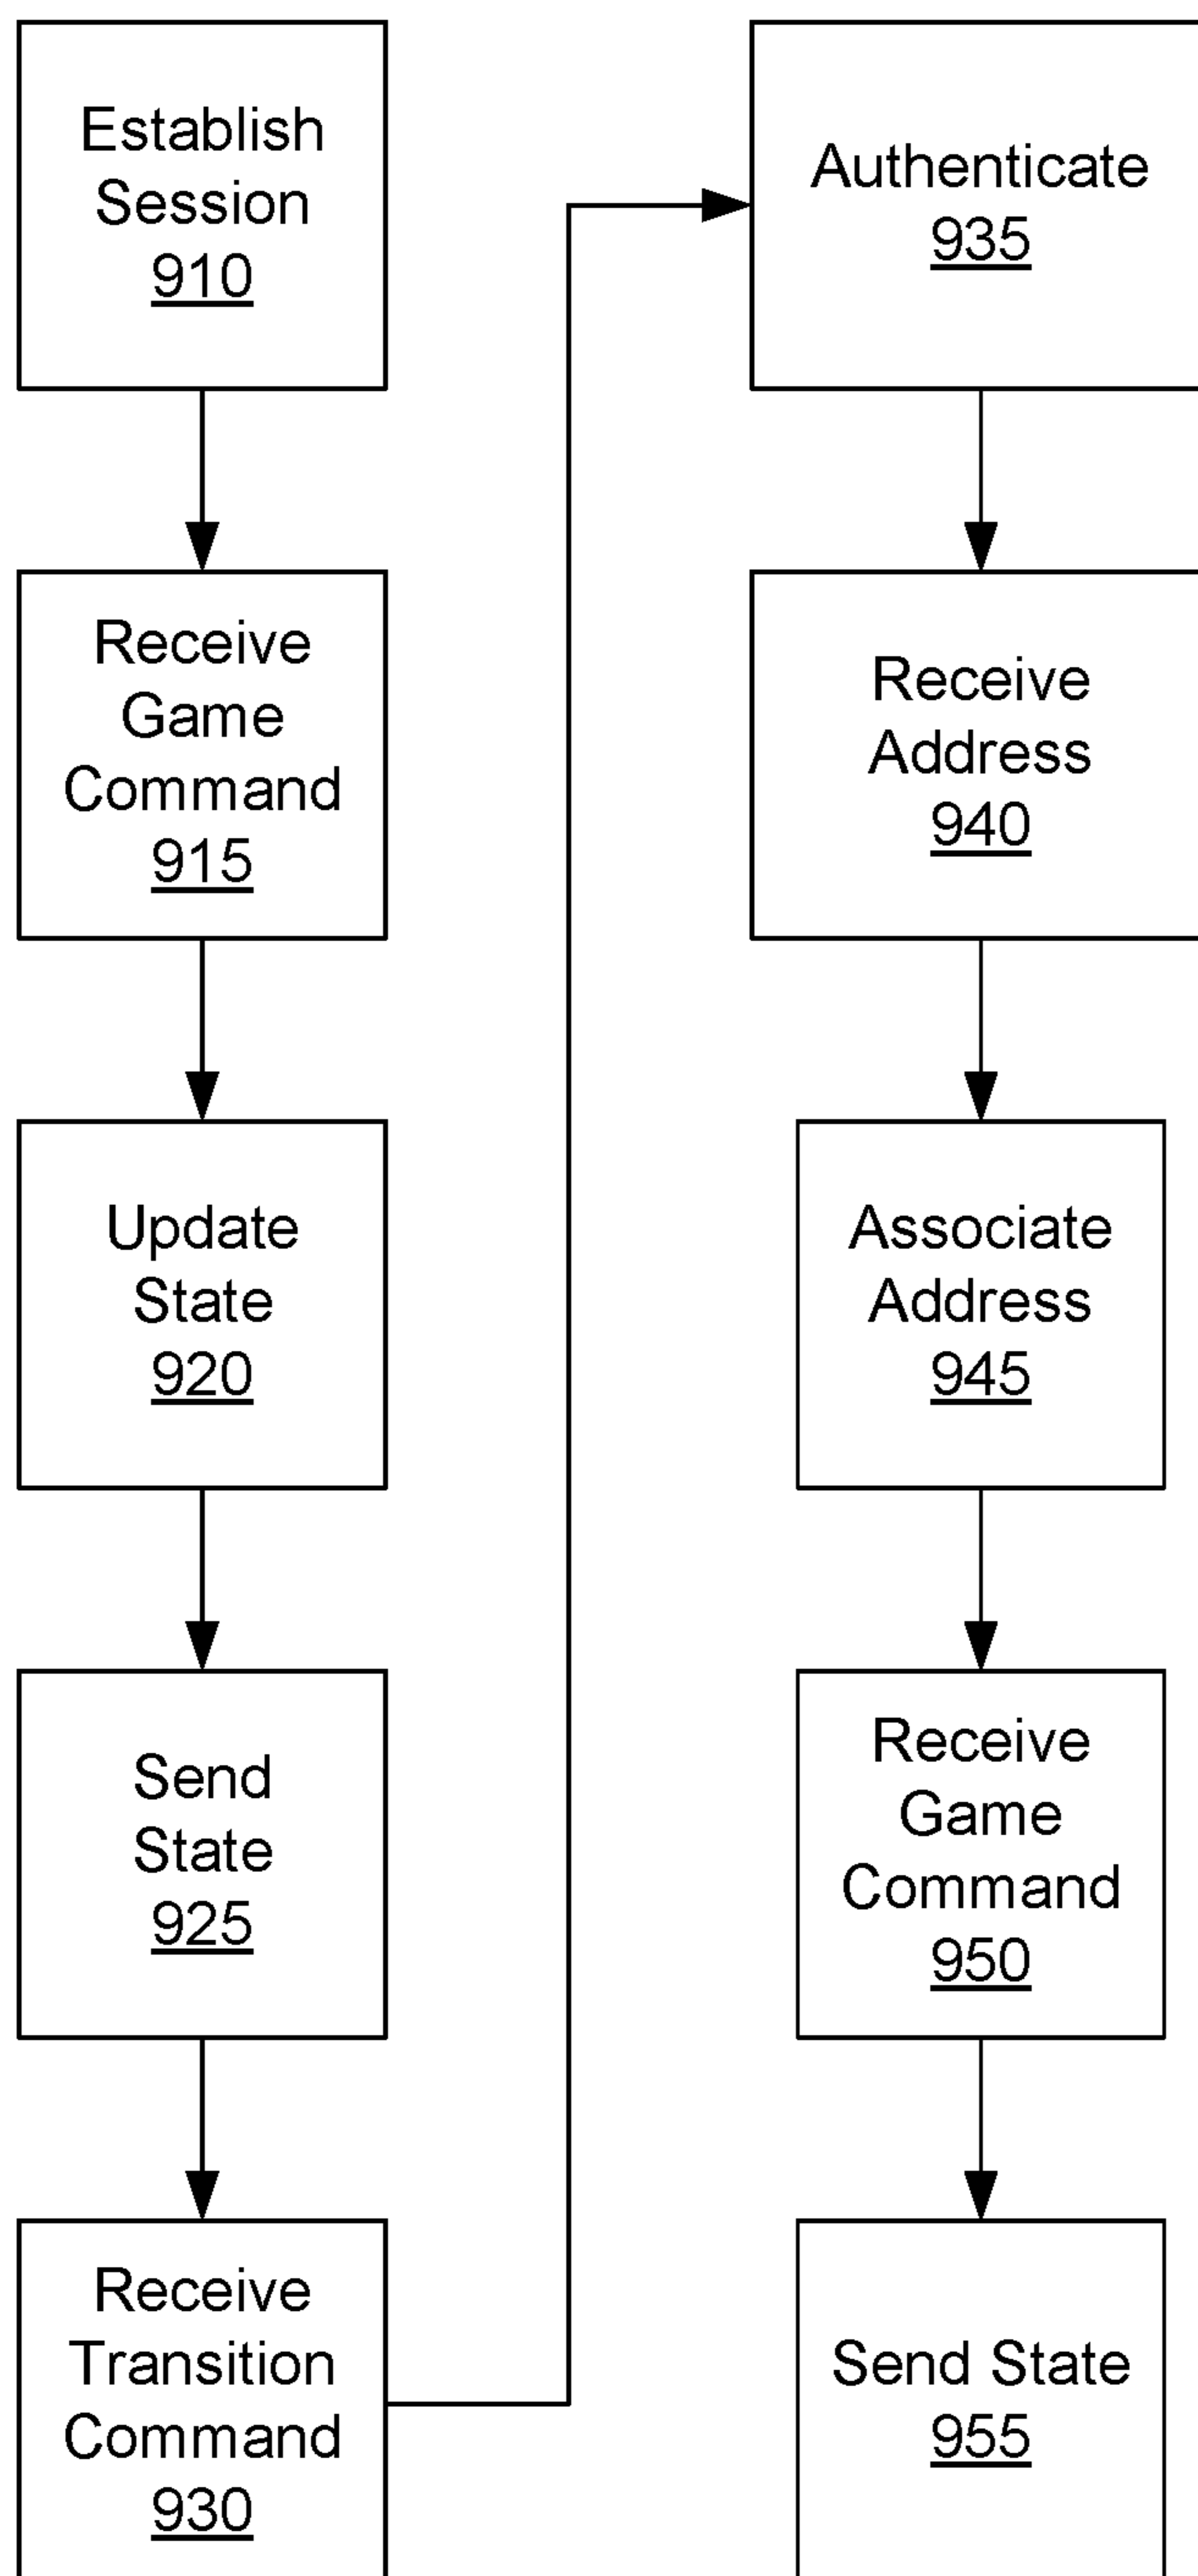 Establish
Session
910
Receive
Game
Command
915
Update
State
920
Send
State
925
Receive
Transition
Command
930
Authenticate
935
Receive
Address
940
Associate
Address
945
Receive
Game
Command
950
Send State
955